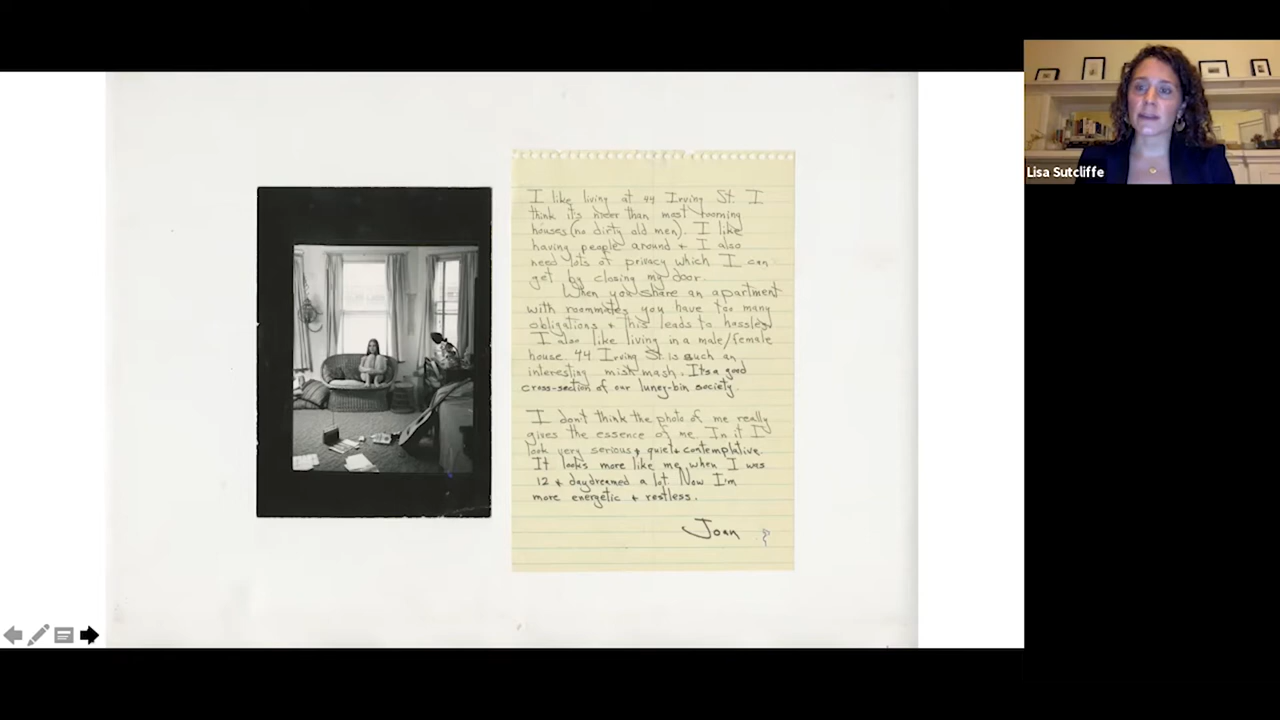 Lisa Sutcliffe
I like living at 44 Irving St. I
think it's nicer than most rooming
houses (no dirty old men). I like
having people around + I also
need lots of privacy which I can
get by closing my door.
When you share an apartment
with roommates you have too many
obligations + this leads to hassles.
I also like living in a male/female
house. 44 Irving St. is such an
interesting mish mash. Its a good
cross-section of our luney-bin society.
I don't think the photo of me really
gives the essence of me. In it I
look very serious + quiet + contemplative.
It looks more like me when I was
12 + daydreamed a lot. Now I'm
more energetic + restless.
Joan